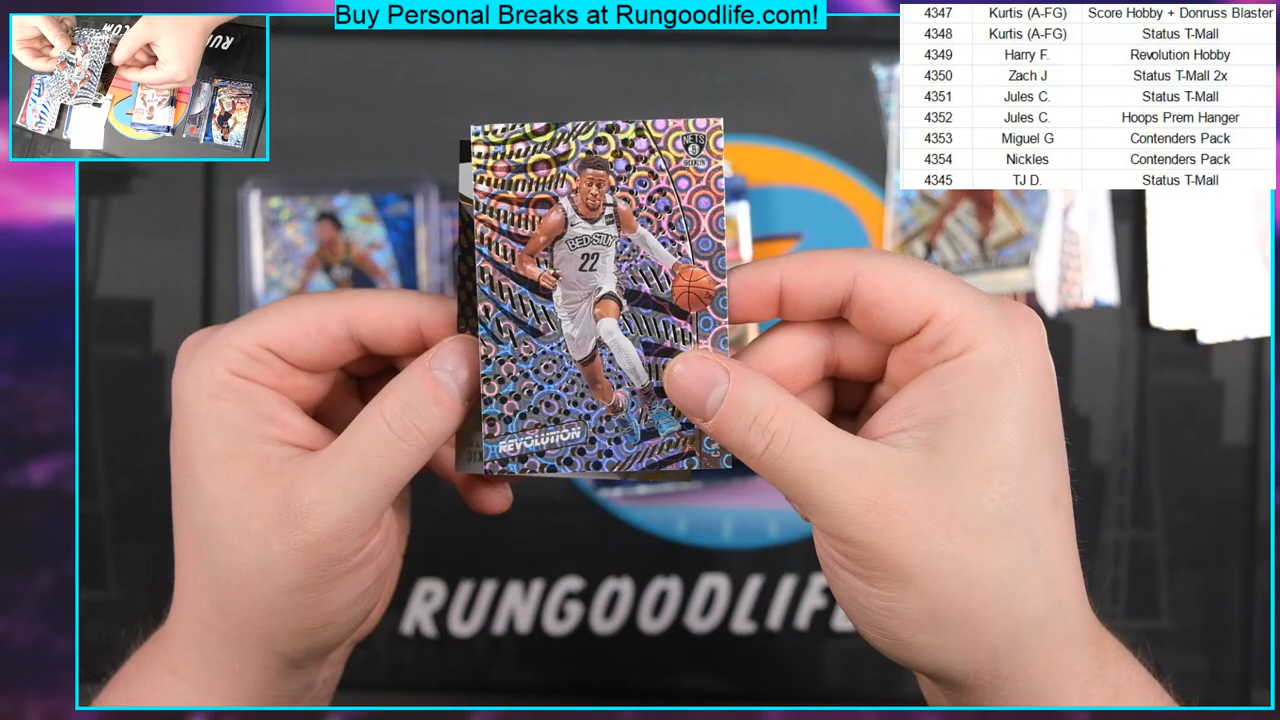 Buy Personal Breaks at Rungoodlife.com!
4347 Kurtis (A-FG) Score Hobby + Donruss Blaster
4348 Kurtis (A-FG) Status T-Mall
4349 Harry F. Revolution Hobby
4350 Zach J Status T-Mall 2x
4351 Jules C. Status T-Mall
4352 Jules C. Hoops Prem Hanger
4353 Miguel G Contenders Pack
4354 Nickles Contenders Pack
4345 TJ D. Status T-Mall
NETS
B
BROOKLYN
BED-STUY
22
REVOLUTION
RUNGOODLIFE